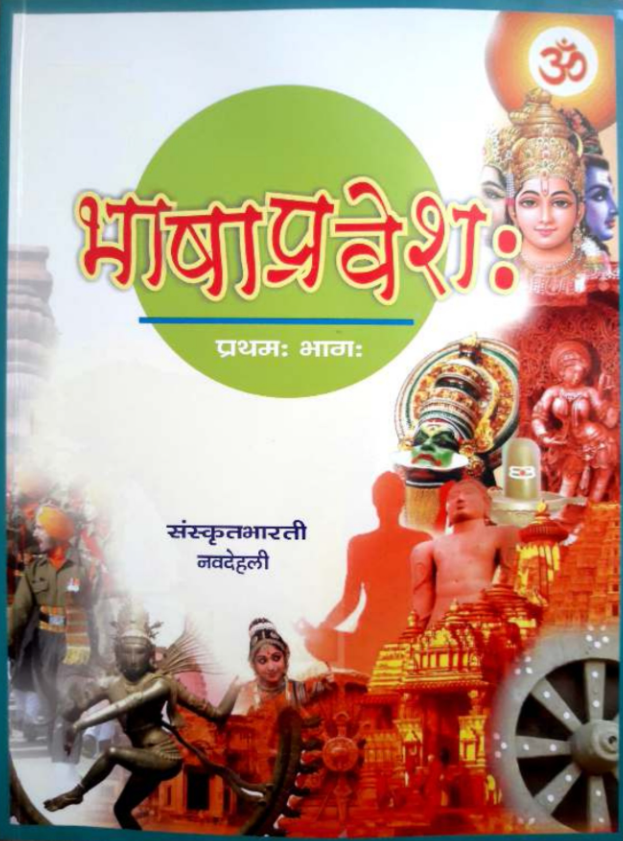 ॐ
भाषाप्रवेशः
प्रथमः भागः
संस्कृतभारती
नवदेहली